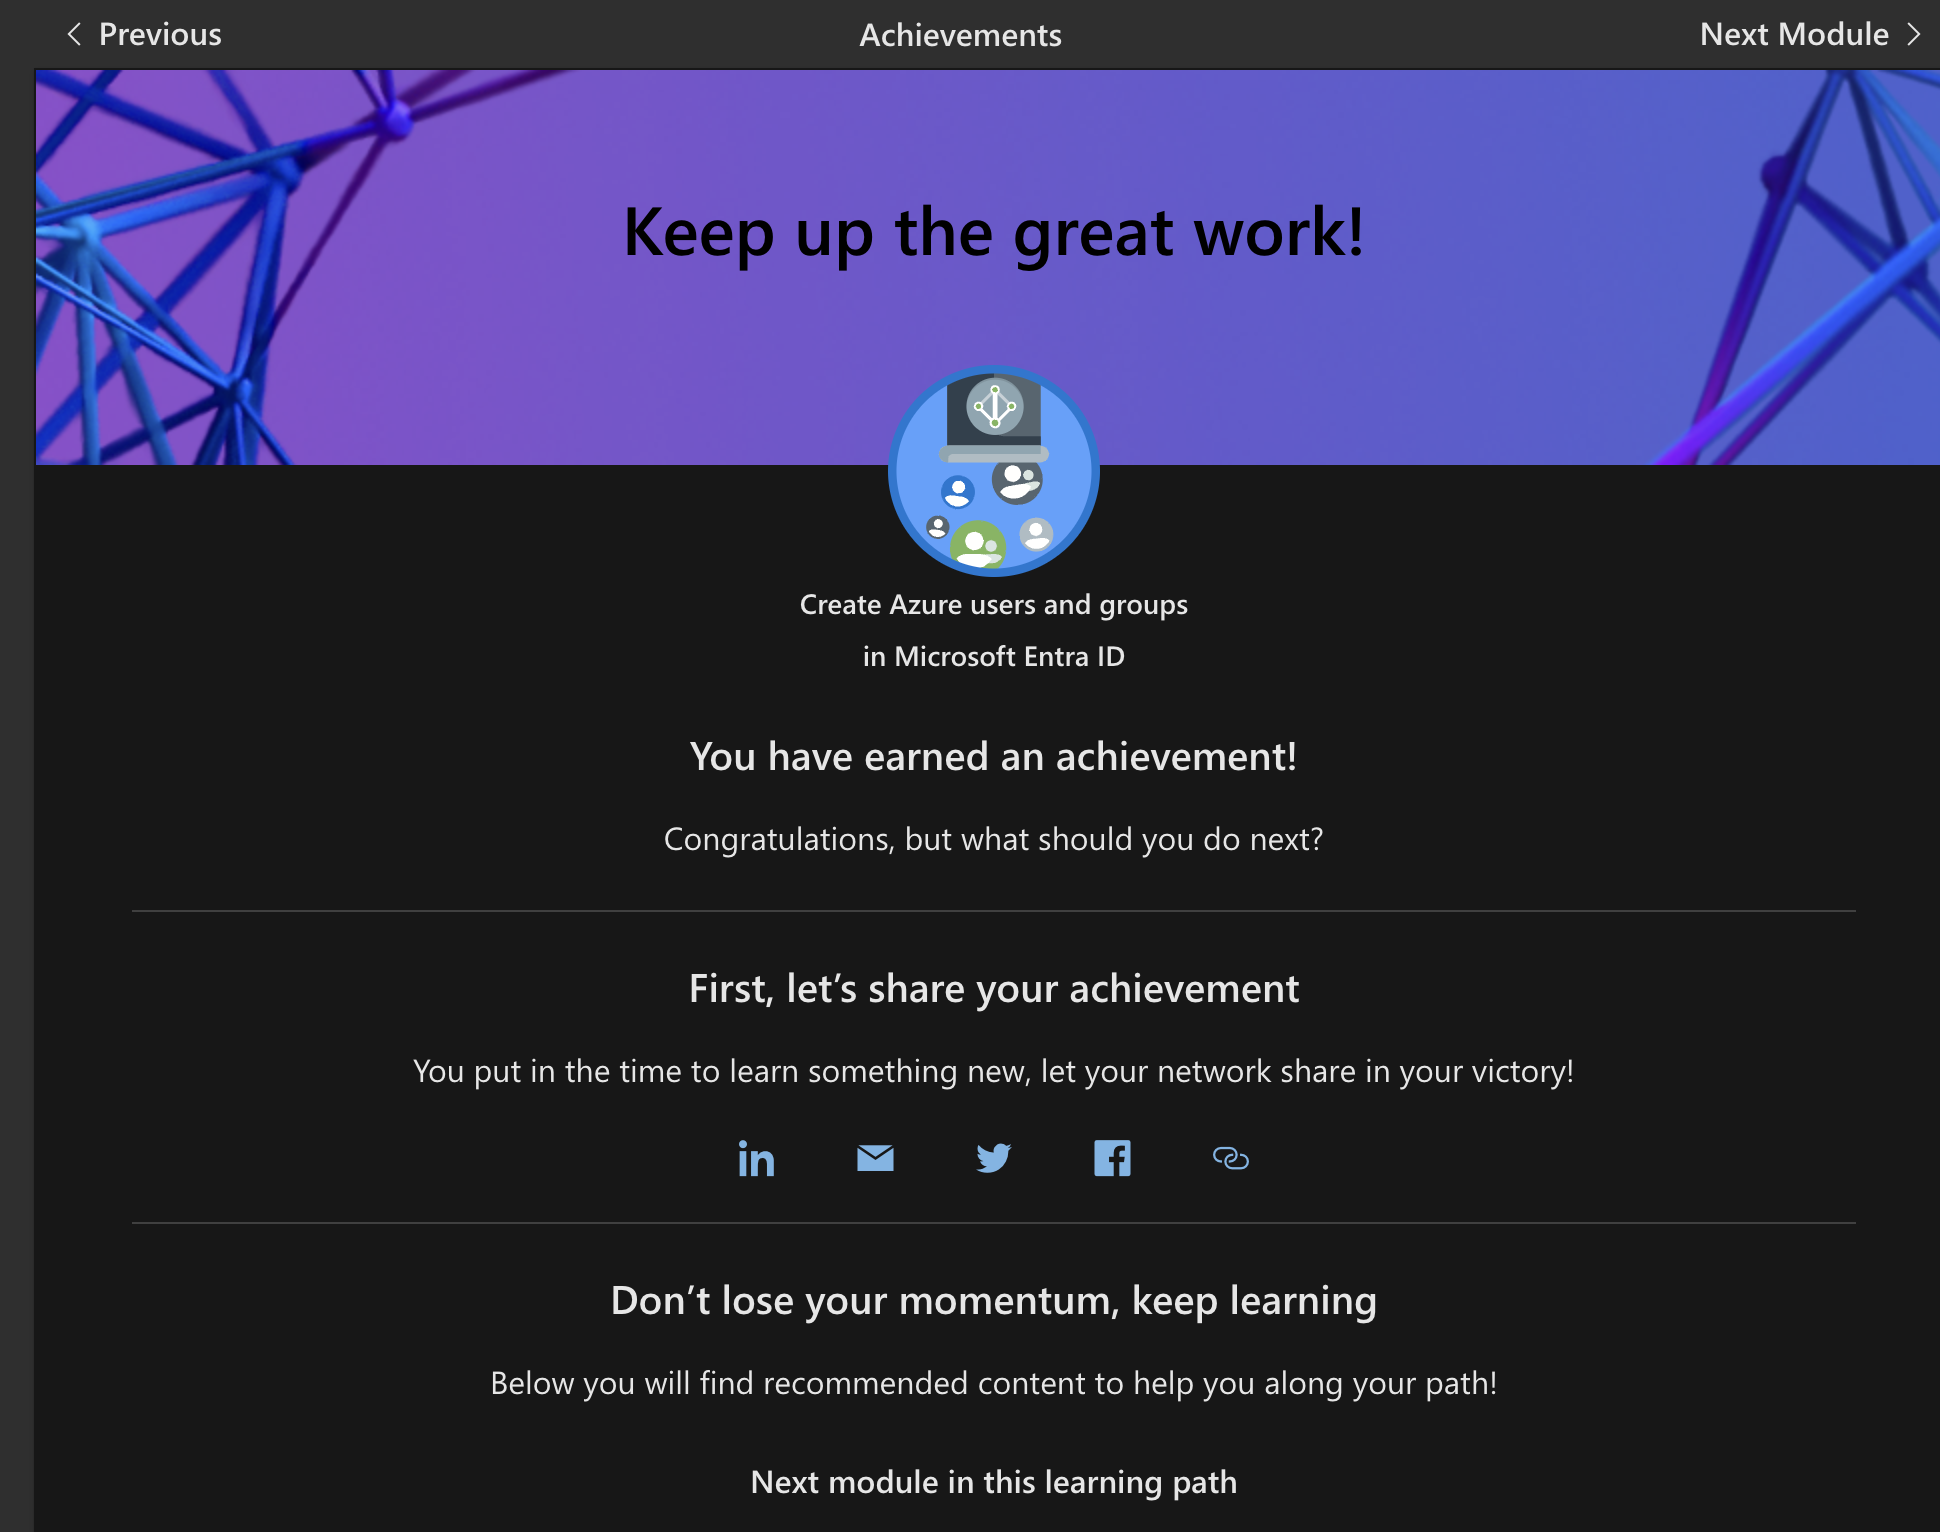 Previous
Achievements
Next Module
Keep up the great work!
Create Azure users and groups
in Microsoft Entra ID
You have earned an achievement!
Congratulations, but what should you do next?
First, let’s share your achievement
You put in the time to learn something new, let your network share in your victory!
Don’t lose your momentum, keep learning
Below you will find recommended content to help you along your path!
Next module in this learning path